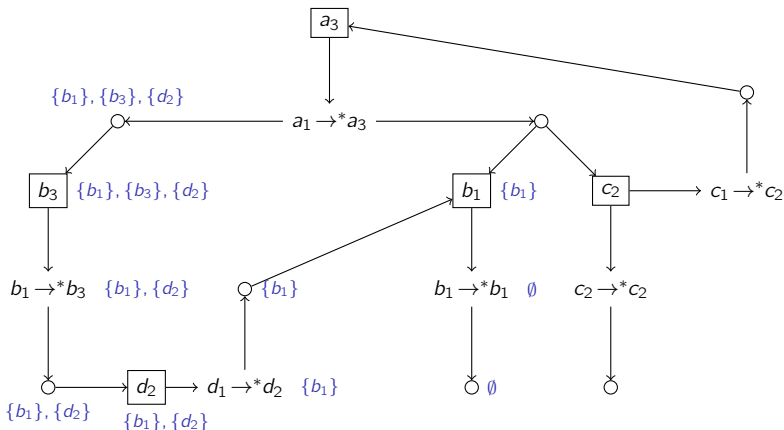 a₃
{b₁}, {b₃}, {d₂}
a₁ →* a₃
b₃ {b₁}, {b₃}, {d₂} b₁ {b₁} c₂ c₁ →* c₂
b₁ →* b₃ {b₁}, {d₂} {b₁} b₁ →* b₁ ∅ c₂ →* c₂
d₂ d₁ →* d₂ {b₁} ∅
{b₁}, {d₂} {b₁}, {d₂}